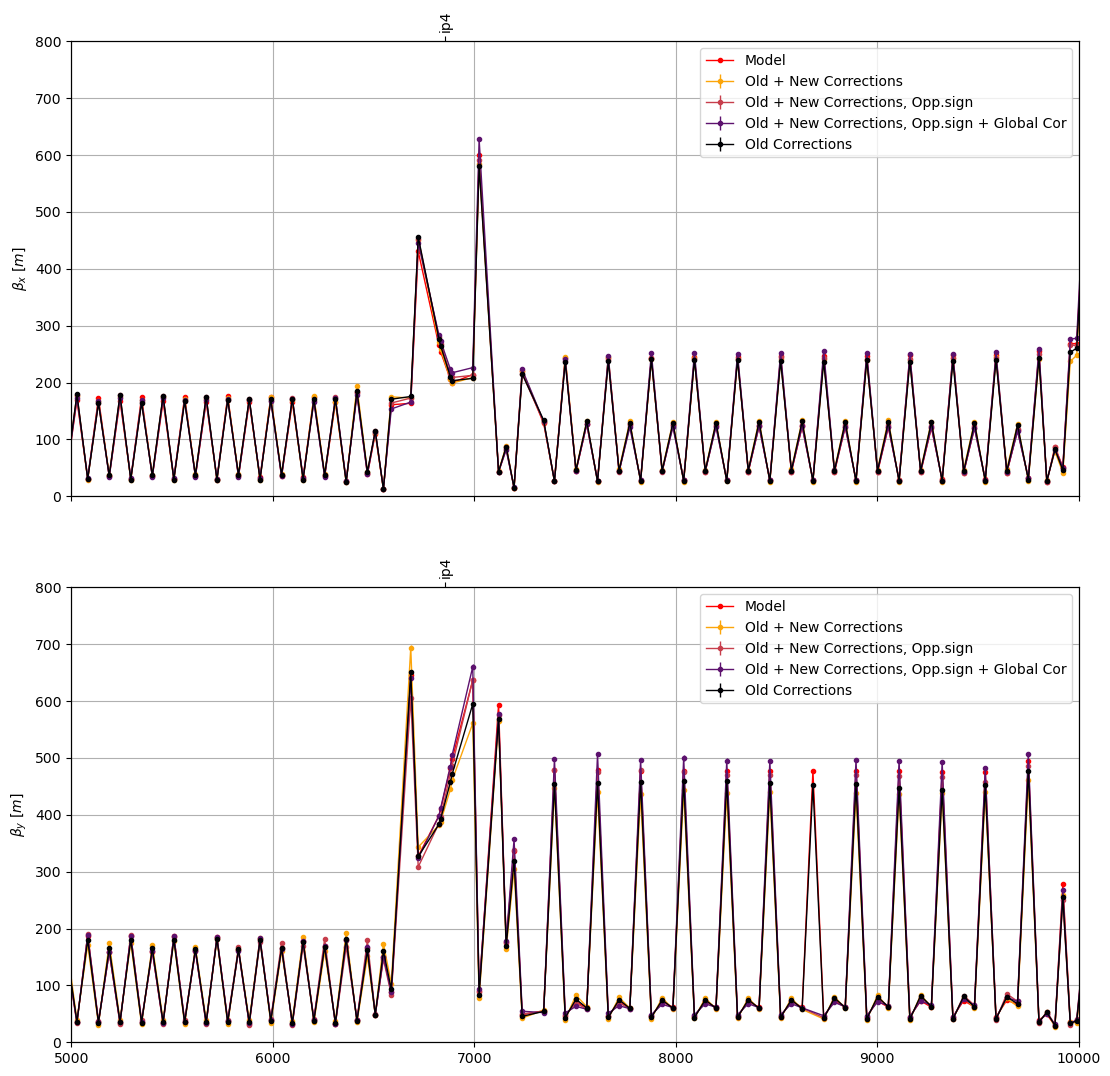 ip4
800
700
600
500
400
300
200
100
0
βx [m]
Model
Old + New Corrections
Old + New Corrections, Opp.sign
Old + New Corrections, Opp.sign + Global Cor
Old Corrections
ip4
800
700
600
500
400
300
200
100
0
βy [m]
Model
Old + New Corrections
Old + New Corrections, Opp.sign
Old + New Corrections, Opp.sign + Global Cor
Old Corrections
5000 6000 7000 8000 9000 10000